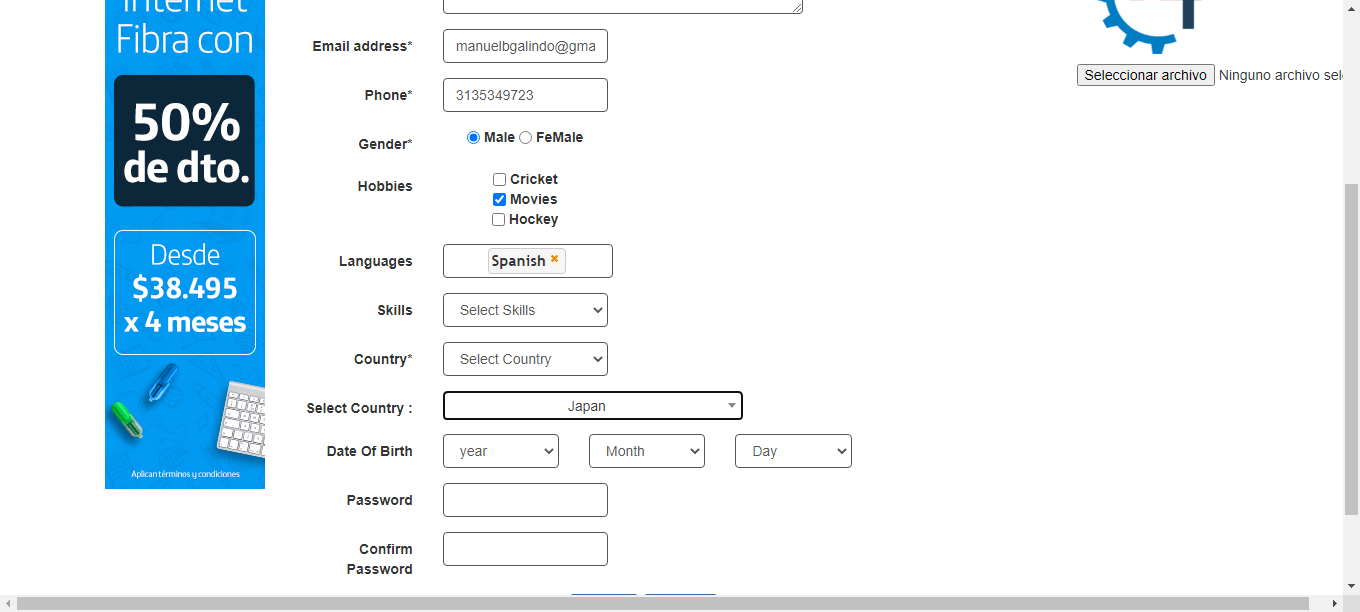 Internet
Fibra con
50%
de dto.
Desde
$38.495
x 4 meses
Aplican términos y condiciones
Email address*
manuelbgalindo@gma
Phone*
3135349723
Gender*
Male FeMale
Hobbies
Cricket
Movies
Hockey
Languages
Spanish
Skills
Select Skills
Country*
Select Country
Select Country :
Japan
Date Of Birth
year Month Day
Password
Confirm
Password
Seleccionar archivo Ninguno archivo sel